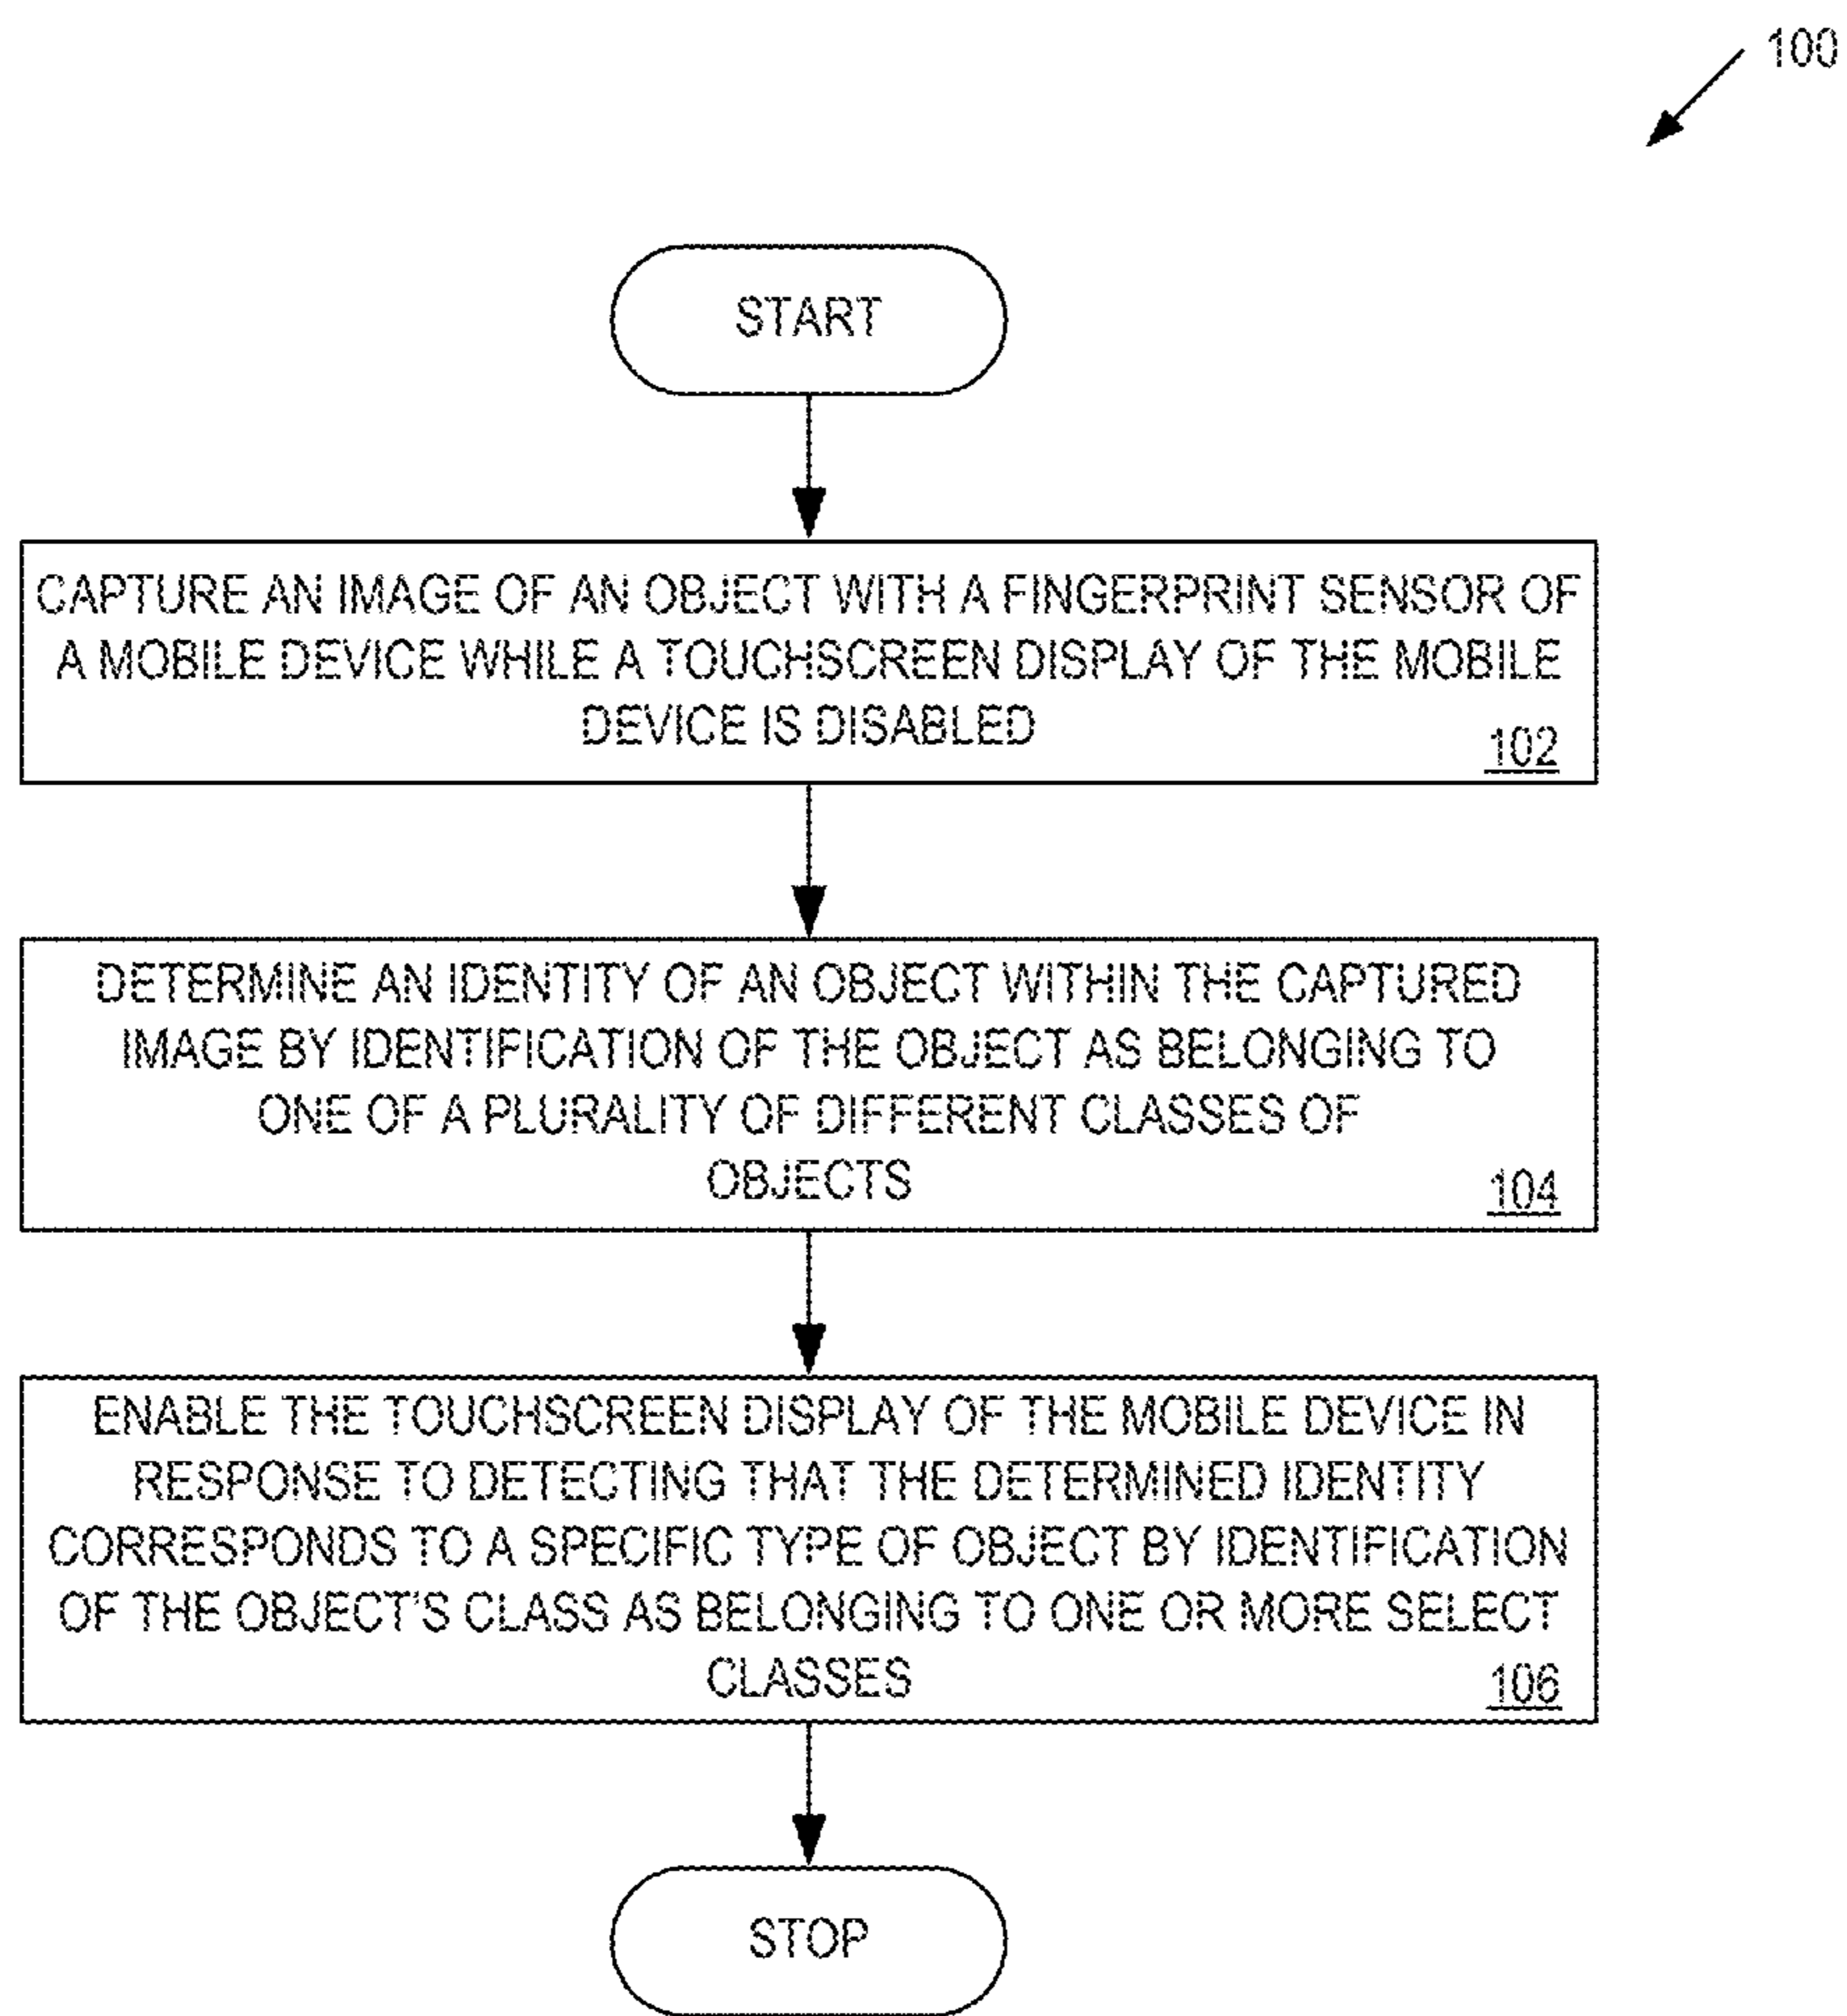 100
START
CAPTURE AN IMAGE OF AN OBJECT WITH A FINGERPRINT SENSOR OF
A MOBILE DEVICE WHILE A TOUCHSCREEN DISPLAY OF THE MOBILE
DEVICE IS DISABLED
102
DETERMINE AN IDENTITY OF AN OBJECT WITHIN THE CAPTURED
IMAGE BY IDENTIFICATION OF THE OBJECT AS BELONGING TO
ONE OF A PLURALITY OF DIFFERENT CLASSES OF
OBJECTS
104
ENABLE THE TOUCHSCREEN DISPLAY OF THE MOBILE DEVICE IN
RESPONSE TO DETECTING THAT THE DETERMINED IDENTITY
CORRESPONDS TO A SPECIFIC TYPE OF OBJECT BY IDENTIFICATION
OF THE OBJECT'S CLASS AS BELONGING TO ONE OR MORE SELECT
CLASSES
106
STOP